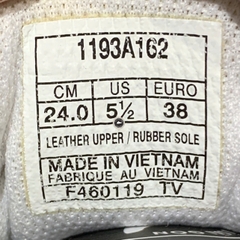 1193A162
CM US EURO
24.0 5½ 38
LEATHER UPPER / RUBBER SOLE
MADE IN VIETNAM
FABRIQUE AU VIETNAM
F460119 TV